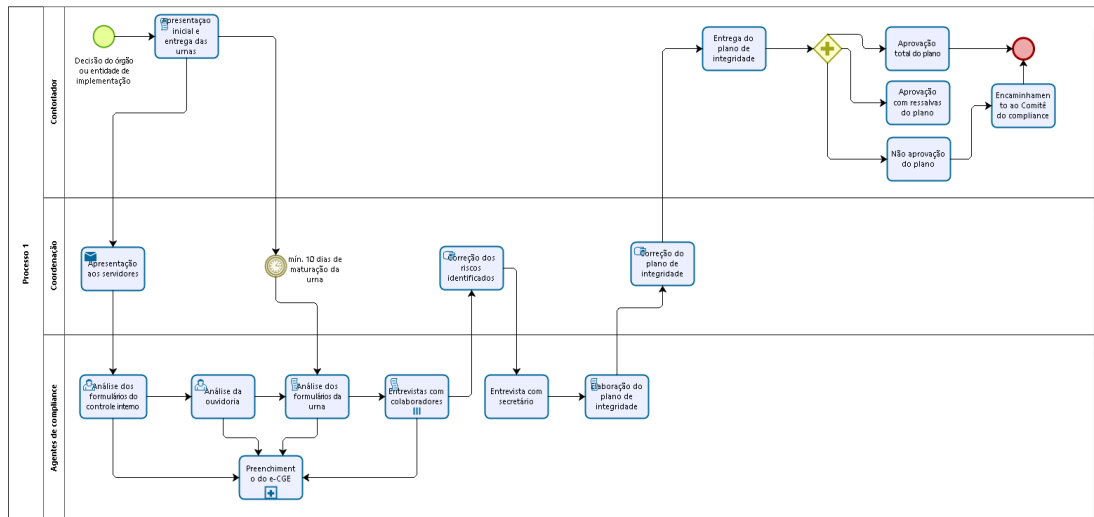 Processo 1
Contorlador
Decisão do órgão
ou entidade de
implementação
Apresentaçao
inicial e
entrega das
urnas
Entrega do
plano de
integridade
Aprovação
total do plano
Aprovação
com ressalvas
do plano
Não aprovação
do plano
Encaminhame
nto ao Comitê
do compliance
Coordenação
Apresentação
aos servidores
mín. 10 dias de
maturação da
urna
Correção dos
riscos
identificados
Correção do
plano de
integridade
Agentes de compliance
Análise dos
formulários do
controle interno
Análise da
ouvidoria
Análise dos
formulários da
urna
Entrevistas com
colaboradores
Entrevista com
secretário
Elaboração do
plano de
integridade
Preenchiment
o do e-CGE